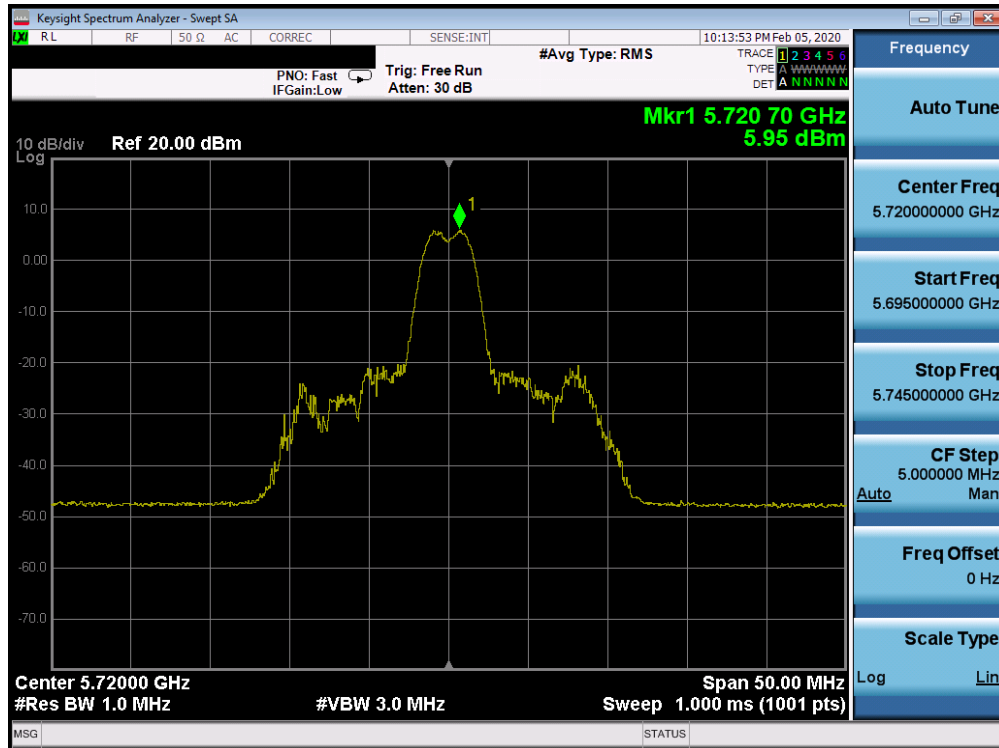 Keysight Spectrum Analyzer - Swept SA
LXI RL RF 50 Ω AC CORREC SENSE:INT 10:13:53 PM Feb 05, 2020
PNO: Fast
IFGain:Low
Trig: Free Run
Atten: 30 dB
#Avg Type: RMS
TRACE 1 2 3 4 5 6
TYPE A WWWWW
DET A N N N N N
Mkr1 5.720 70 GHz
5.95 dBm
10 dB/div Ref 20.00 dBm
Log
1
10.0
0.00
-10.0
-20.0
-30.0
-40.0
-50.0
-60.0
-70.0
Center 5.72000 GHz Span 50.00 MHz
#Res BW 1.0 MHz #VBW 3.0 MHz Sweep 1.000 ms (1001 pts)
MSG STATUS
Frequency
Auto Tune
Center Freq
5.720000000 GHz
Start Freq
5.695000000 GHz
Stop Freq
5.745000000 GHz
CF Step
5.000000 MHz
Auto Man
Freq Offset
0 Hz
Scale Type
Log Lin